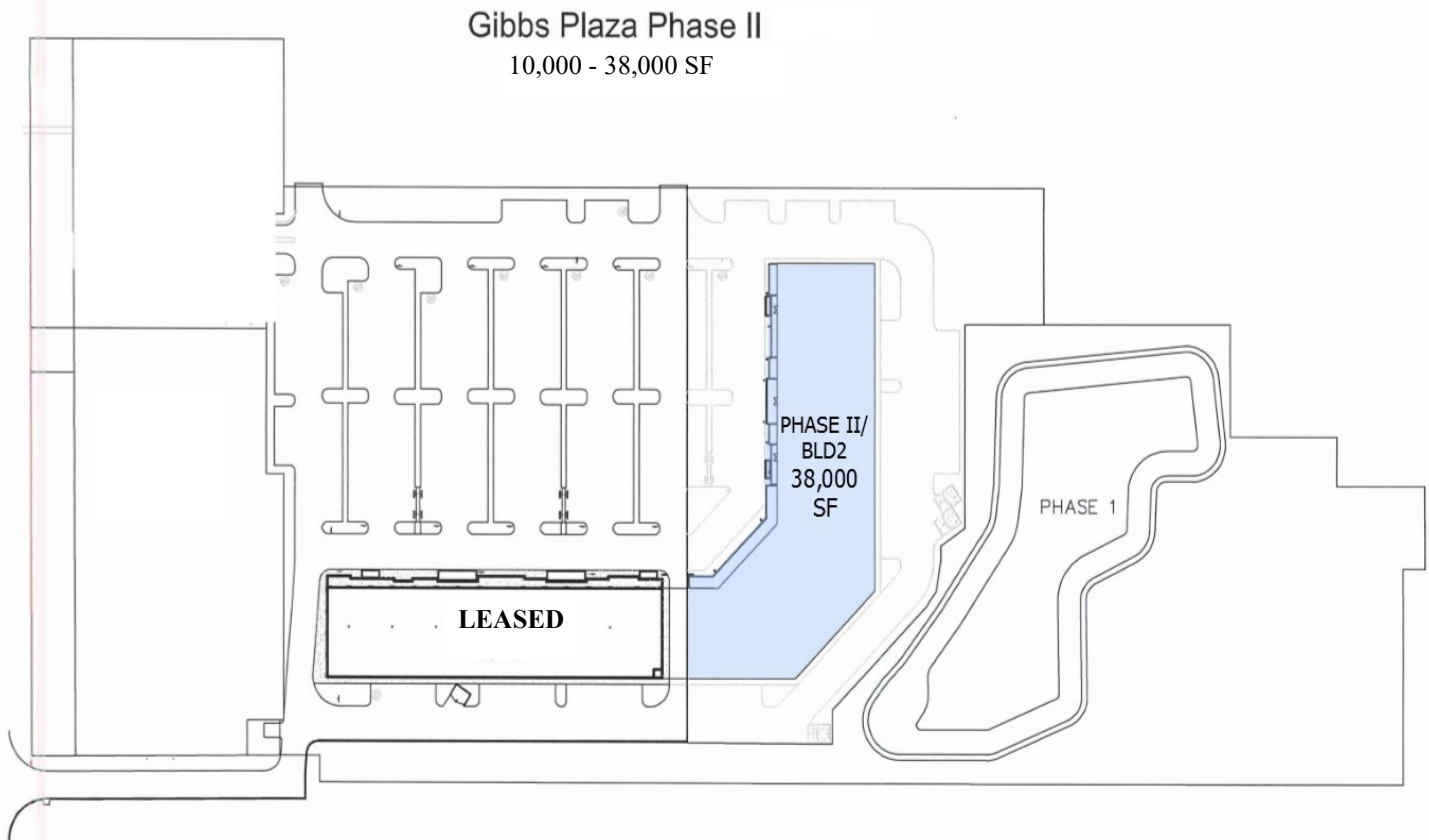 Gibbs Plaza Phase II
10,000 - 38,000 SF
PHASE II/
BLD2
38,000
SF
PHASE 1
LEASED